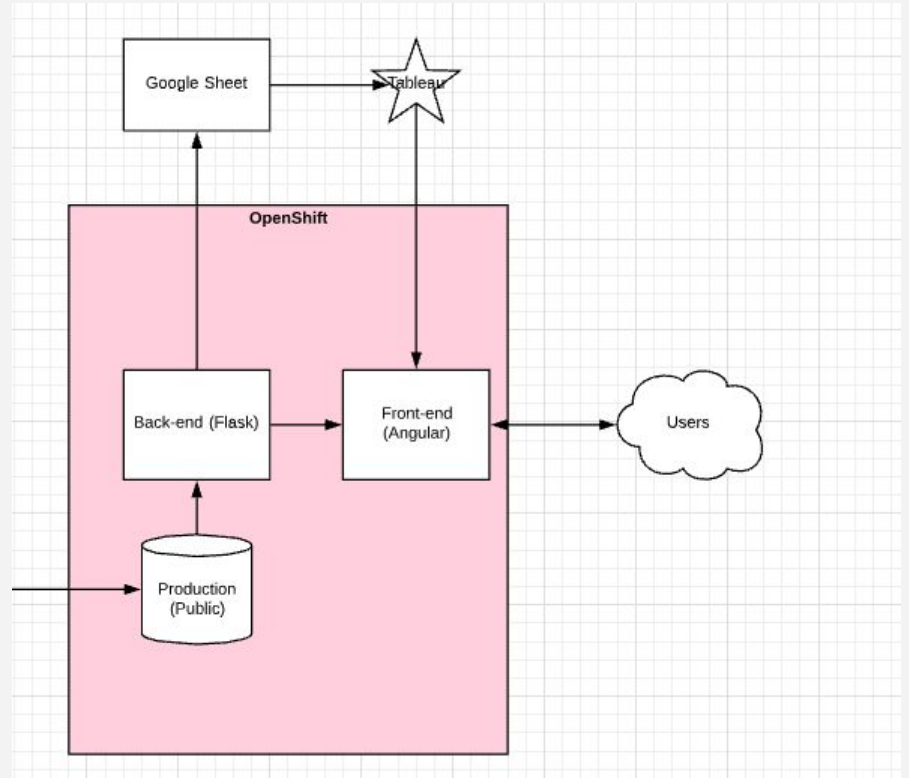 Google Sheet
Tableau
OpenShift
Back-end (Flask)
Front-end
(Angular)
Users
Production
(Public)